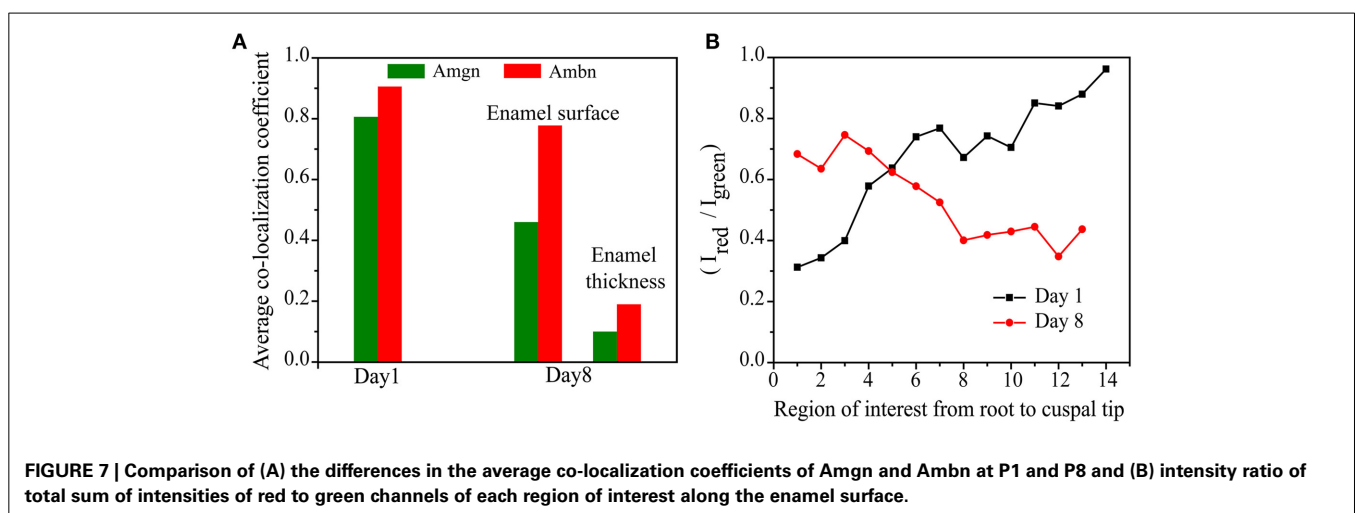 A
Average co-localization coefficient
1.0
0.8
0.6
0.4
0.2
0.0
Amgn
Ambn
Enamel surface
Enamel
thickness
Day1
Day8
B
( I red / I green )
1.0
0.8
0.6
0.4
0.2
0.0
Day 1
Day 8
0 2 4 6 8 10 12 14
Region of interest from root to cuspal tip
FIGURE 7 | Comparison of (A) the differences in the average co-localization coefficients of Amgn and Ambn at P1 and P8 and (B) intensity ratio of
total sum of intensities of red to green channels of each region of interest along the enamel surface.